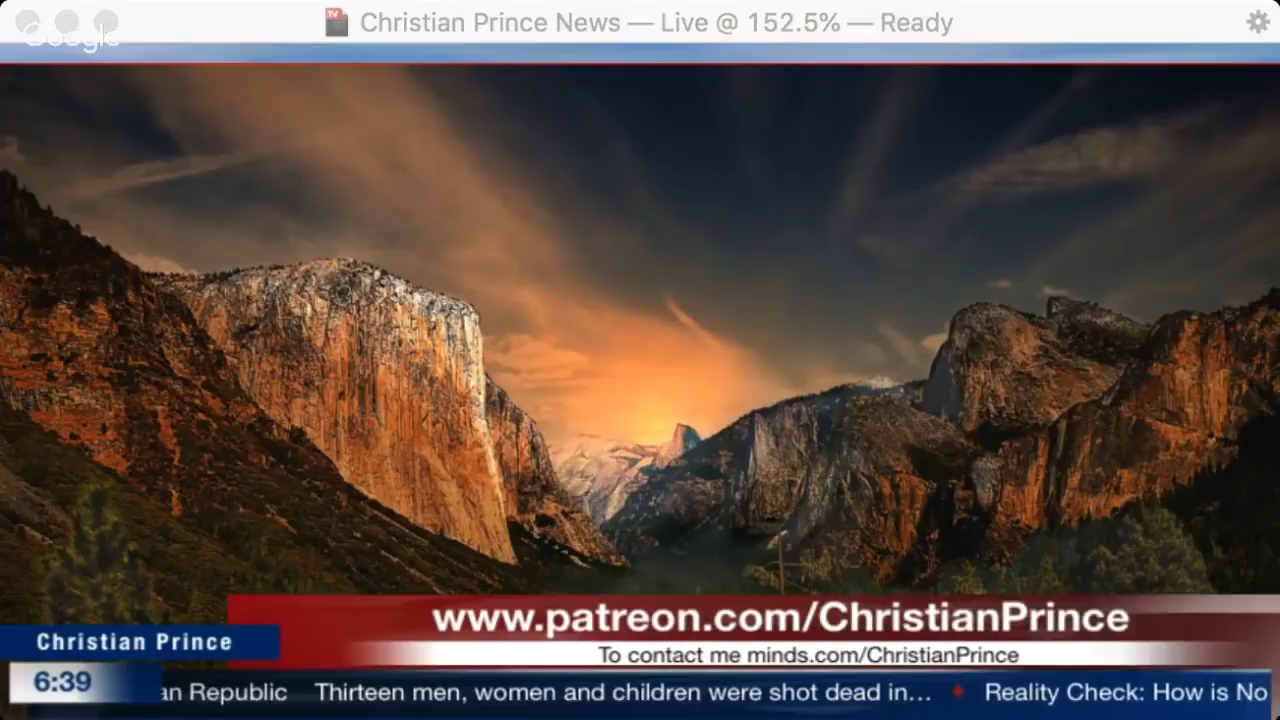 Christian Prince News — Live @ 152.5% — Ready
Google
www.patreon.com/ChristianPrince
Christian Prince
To contact me minds.com/ChristianPrince
6:39
an Republic Thirteen men, women and children were shot dead in... Reality Check: How is No